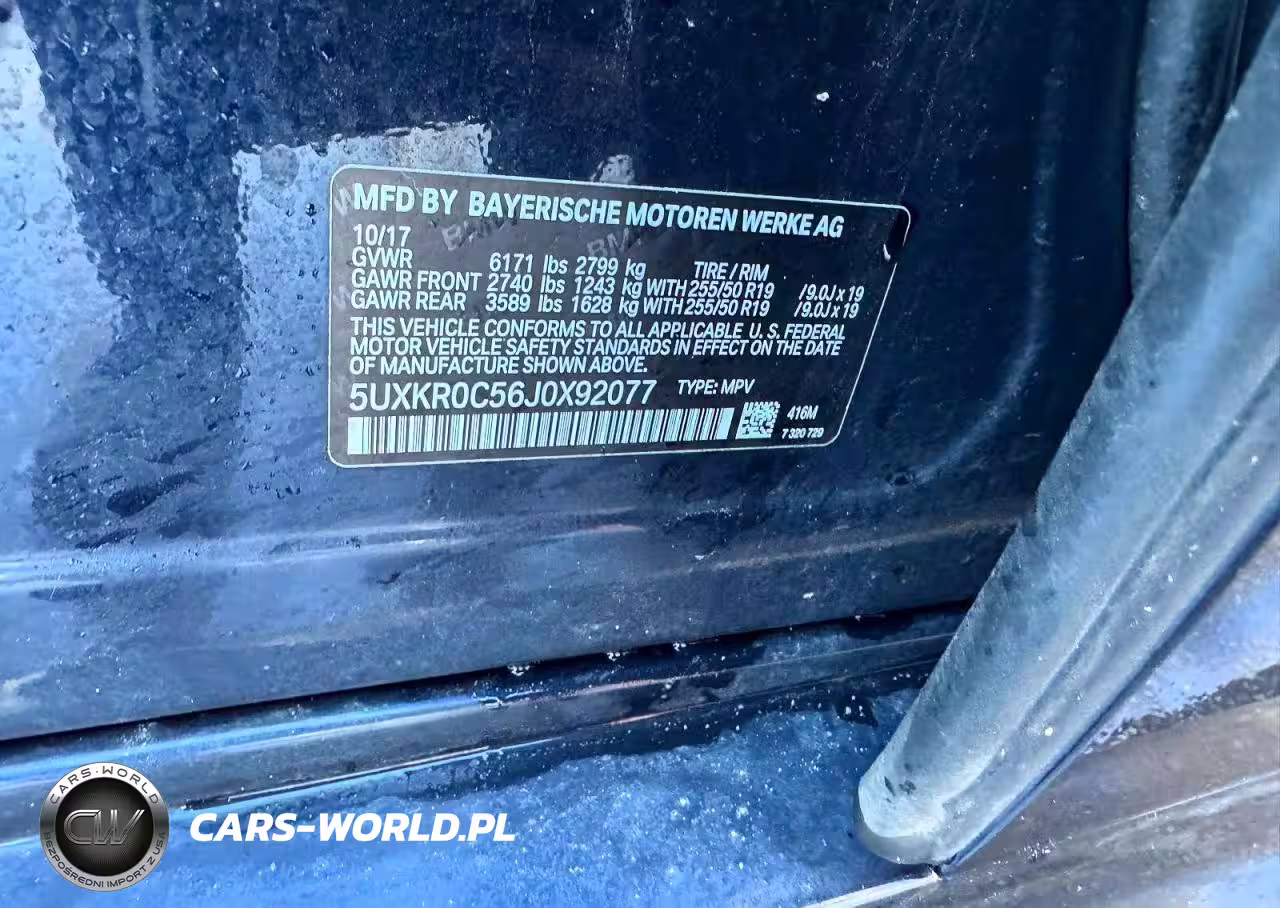 MFD BY BAYERISCHE MOTOREN WERKE AG
10/17
GVWR 6171 lbs 2799 kg TIRE / RIM
GAWR FRONT 2740 lbs 1243 kg WITH 255/50 R19 /9.0J x 19
GAWR REAR 3589 lbs 1628 kg WITH 255/50 R19 /9.0J x 19
THIS VEHICLE CONFORMS TO ALL APPLICABLE U.S. FEDERAL
MOTOR VEHICLE SAFETY STANDARDS IN EFFECT ON THE DATE
OF MANUFACTURE SHOWN ABOVE.
5UXKR0C56J0X92077 TYPE: MPV
416M
7 320 729
CARS-WORLD
CW
BEZPOŚREDNI IMPORT Z USA
CARS-WORLD.PL